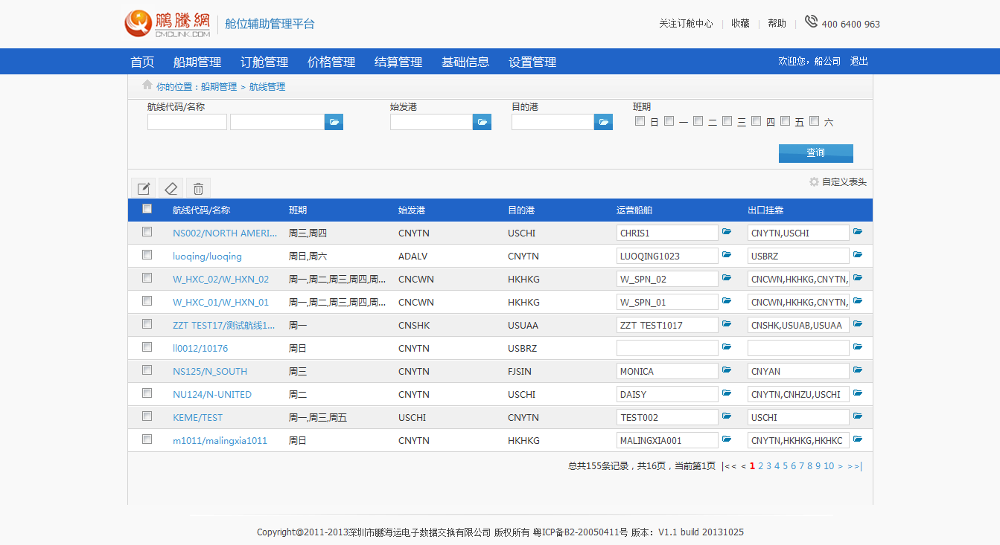 鹏腾網 CMCLINK.COM 舱位辅助管理平台 关注订舱中心 | 收藏 | 帮助 | 400 6400 963
首页 船期管理 订舱管理 价格管理 结算管理 基础信息 设置管理 欢迎您，船公司 退出
你的位置：船期管理 > 航线管理
航线代码/名称 始发港 目的港 班期
日 一 二 三 四 五 六
查询
自定义表头
航线代码/名称 班期 始发港 目的港 运营船舶 出口挂靠
NS002/NORTH AMERI... 周三,周四 CNYTN USCHI CHRIS1 CNYTN,USCHI
luoqing/luoqing 周日,周六 ADALV CNYTN LUOQING1023 USBRZ
W_HXC_02/W_HXN_02 周一,周二,周三,周四,周... CNCWN HKHKG W_SPN_02 CNCWN,HKHKG,CNYTN,
W_HXC_01/W_HXN_01 周一,周二,周三,周四,周... CNCWN HKHKG W_SPN_01 CNCWN,HKHKG,CNYTN,
ZZT TEST17/测试航线1... 周一 CNSHK USUAA ZZT TEST1017 CNSHK,USUAB,USUAA
ll0012/10176 周日 CNYTN USBRZ
NS125/N_SOUTH 周三 CNYTN FJSIN MONICA CNYAN
NU124/N-UNITED 周二 CNYTN USCHI DAISY CNYTN,CNHZU,USCHI
KEME/TEST 周一,周三,周五 USCHI CNYTN TEST002 USCHI
m1011/malingxia1011 周日 CNYTN HKHKG MALINGXIA001 CNYTN,HKHKG,HKHKC
总共155条记录，共16页，当前第1页 |<< < 1 2 3 4 5 6 7 8 9 10 > >>|
Copyright@2011-2013深圳市鹏海运电子数据交换有限公司 版权所有 粤ICP备B2-20050411号 版本：V1.1 build 20131025